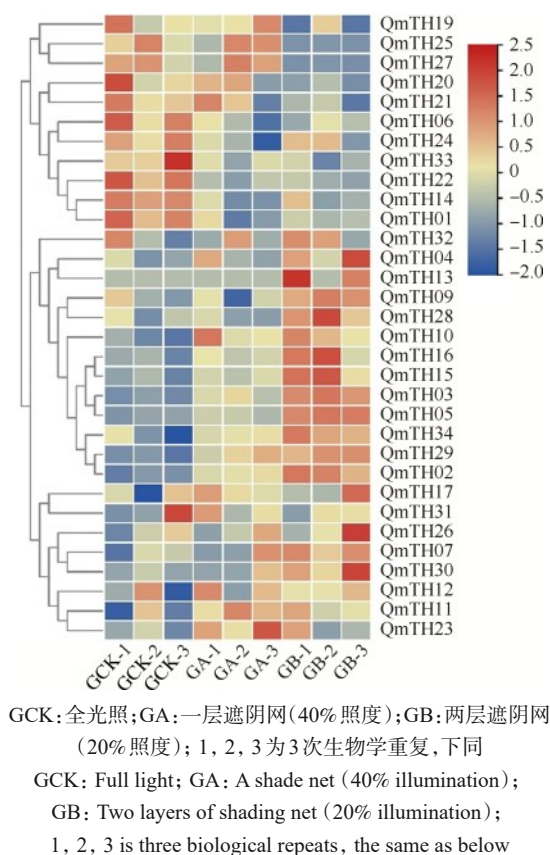 QmTH19
QmTH25
QmTH27
QmTH20
QmTH21
QmTH06
QmTH24
QmTH33
QmTH22
QmTH14
QmTH01
QmTH32
QmTH04
QmTH13
QmTH09
QmTH28
QmTH10
QmTH16
QmTH15
QmTH03
QmTH05
QmTH34
QmTH29
QmTH02
QmTH17
QmTH31
QmTH26
QmTH07
QmTH30
QmTH12
QmTH11
QmTH23
2.5
2.0
1.5
1.0
0.5
0
−0.5
−1.0
−1.5
−2.0
GCK-1
GCK-2
GCK-3
GA-1
GA-2
GA-3
GB-1
GB-2
GB-3
GCK:全光照;GA:一层遮阴网(40%照度);GB:两层遮阴网
(20%照度); 1, 2, 3为3次生物学重复,下同
GCK: Full light; GA: A shade net (40% illumination);
GB: Two layers of shading net (20% illumination);
1, 2, 3 is three biological repeats, the same as below